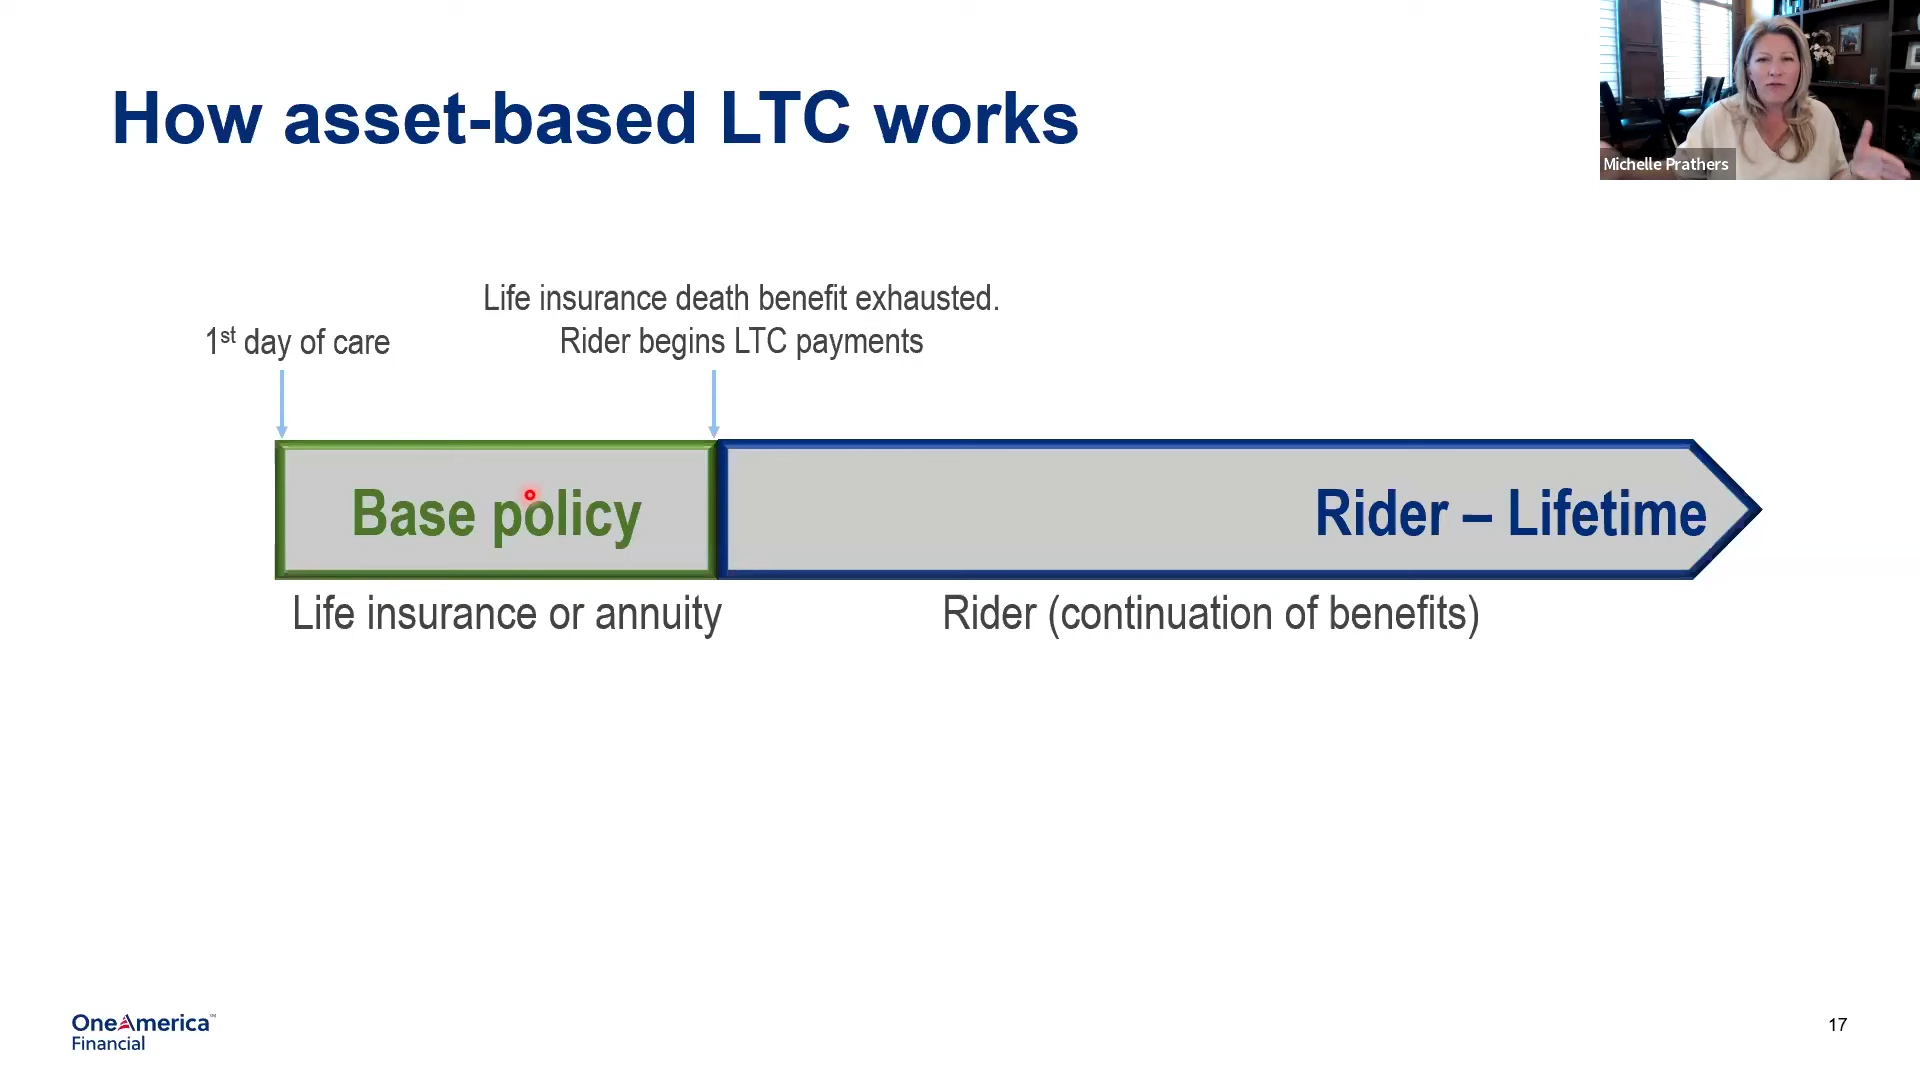 How asset-based LTC works
Michelle Prathers
Life insurance death benefit exhausted.
Rider begins LTC payments
1st day of care
Base policy
Rider – Lifetime
Life insurance or annuity
Rider (continuation of benefits)
OneAmerica℠
Financial
17